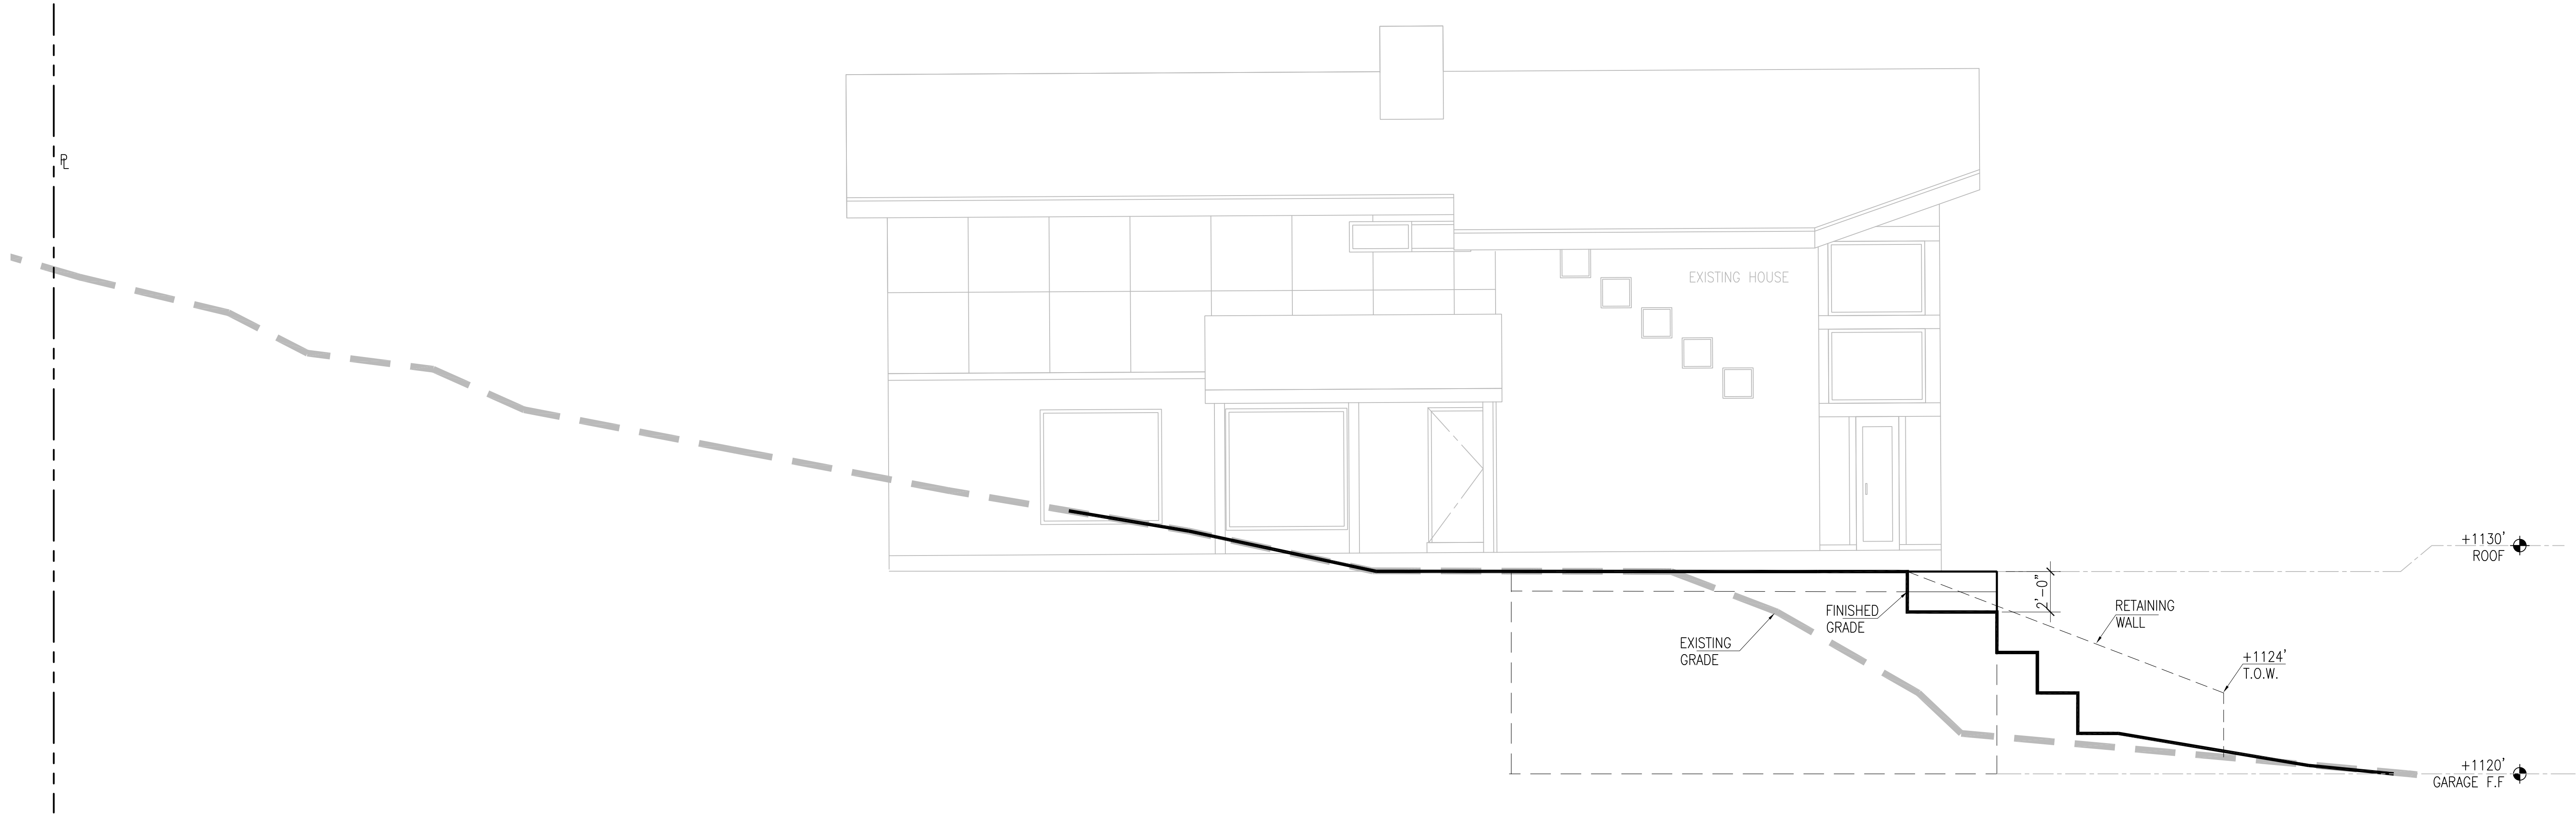 PL
EXISTING HOUSE
+1130'
ROOF
2'-0"
FINISHED
GRADE
RETAINING
WALL
EXISTING
GRADE
+1124'
T.O.W.
+1120'
GARAGE F.F